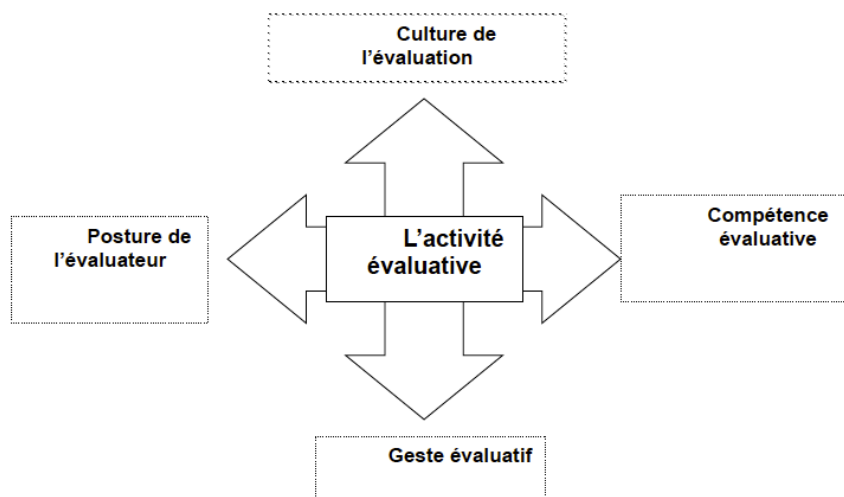 Culture de
l'évaluation
Posture de
l'évaluateur
L'activité
évaluative
Compétence
évaluative
Geste évaluatif